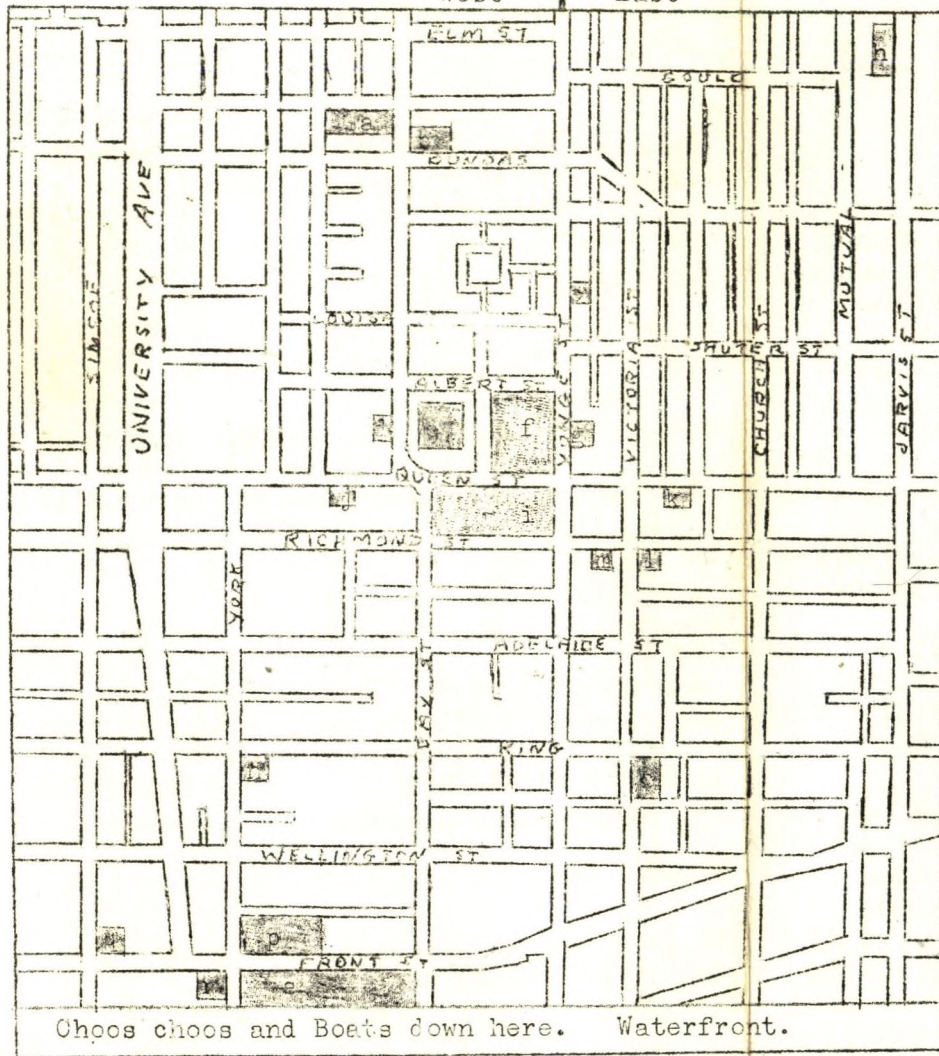 East
ELM ST
GOULD
a
DUNDAS
UNIVERSITY AVE
MUTUAL
SIMCOE
LOUISA
YONGE ST
VICTORIA ST
SHUTER ST
CHURCH ST
JARVIS ST
ALBERT ST
g
f
QUEEN ST
j
i
k
RICHMOND ST
m
l
YORK
ADELAIDE ST
BAY ST
KING
WELLINGTON ST
p
FRONT ST
Choos choos and Boats down here. Waterfront.